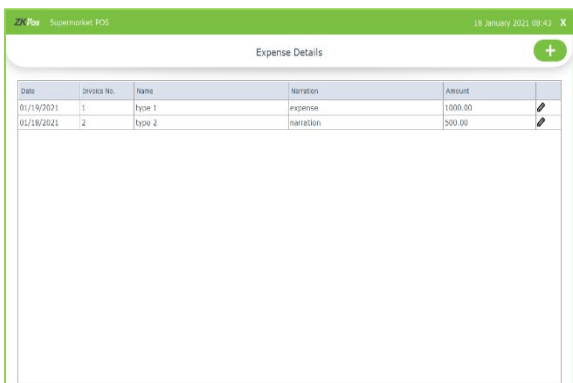 ZKPos Supermarket POS 18 January 2021 08:43 X
Expense Details +
Date Invoice No. Name Narration Amount
01/19/2021 1 type 1 expense 1000.00
01/18/2021 2 type 2 narration 500.00